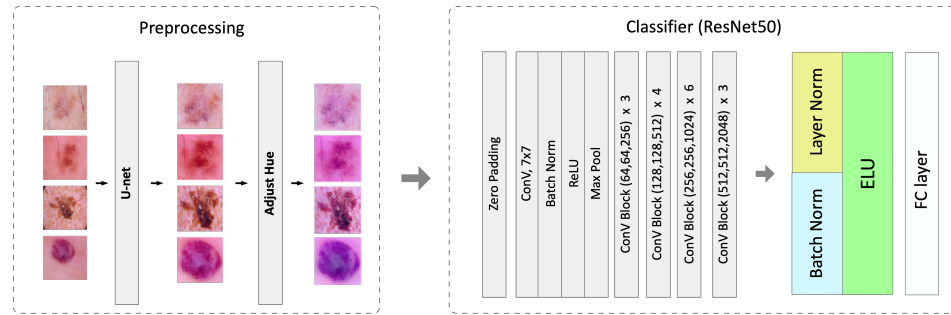 Preprocessing
U-net
Adjust Hue
Classifier (ResNet50)
Zero Padding
ConV, 7x7
Batch Norm
ReLU
Max Pool
ConV Block (64,64,256) x 3
ConV Block (128,128,512) x 4
ConV Block (256,256,1024) x 6
ConV Block (512,512,2048) x 3
Layer Norm
Batch Norm
ELU
FC layer